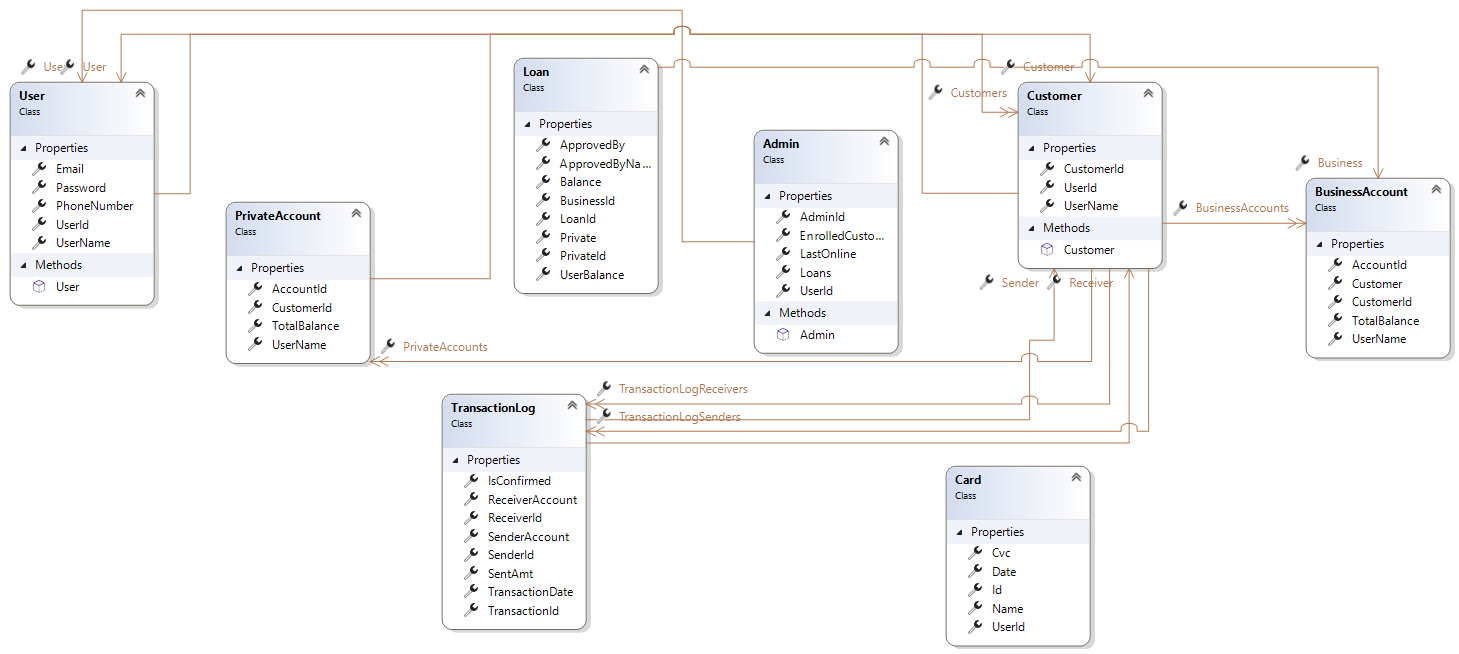 User
User
User
Class
Properties
Email
Password
PhoneNumber
UserId
UserName
Methods
User
PrivateAccount
Class
Properties
AccountId
CustomerId
TotalBalance
UserName
PrivateAccounts
Loan
Class
Properties
ApprovedBy
ApprovedByNa...
Balance
BusinessId
LoanId
Private
PrivateId
UserBalance
Admin
Class
Properties
AdminId
EnrolledCusto...
LastOnline
Loans
UserId
Methods
Admin
Customer
Customers
Customer
Class
Properties
CustomerId
UserId
UserName
Methods
Customer
Sender
Receiver
BusinessAccounts
Business
BusinessAccount
Class
Properties
AccountId
Customer
CustomerId
TotalBalance
UserName
TransactionLogReceivers
TransactionLogSenders
TransactionLog
Class
Properties
IsConfirmed
ReceiverAccount
ReceiverId
SenderAccount
SenderId
SentAmt
TransactionDate
TransactionId
Card
Class
Properties
Cvc
Date
Id
Name
UserId